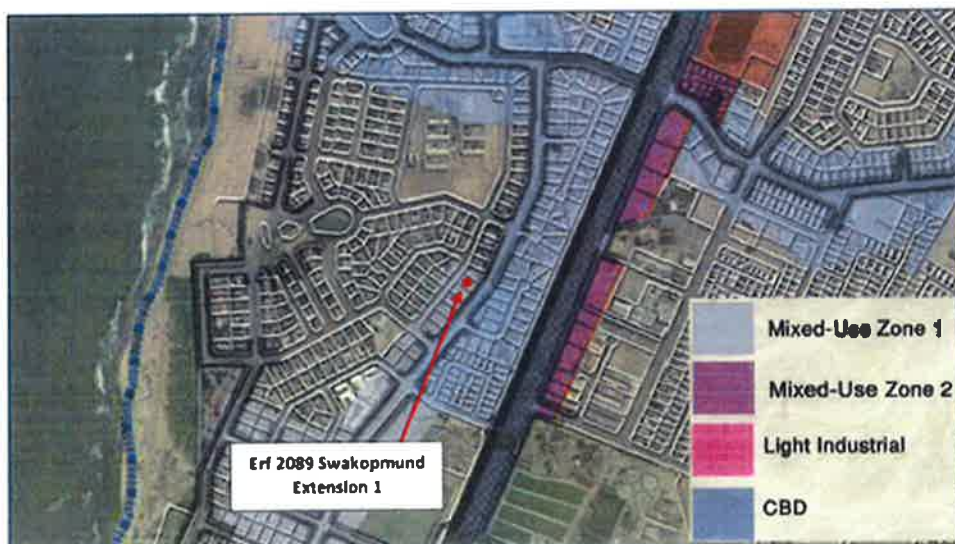 Mixed-Use Zone 1
Mixed-Use Zone 2
Light Industrial
CBD
Erf 2089 Swakopmund
Extension 1